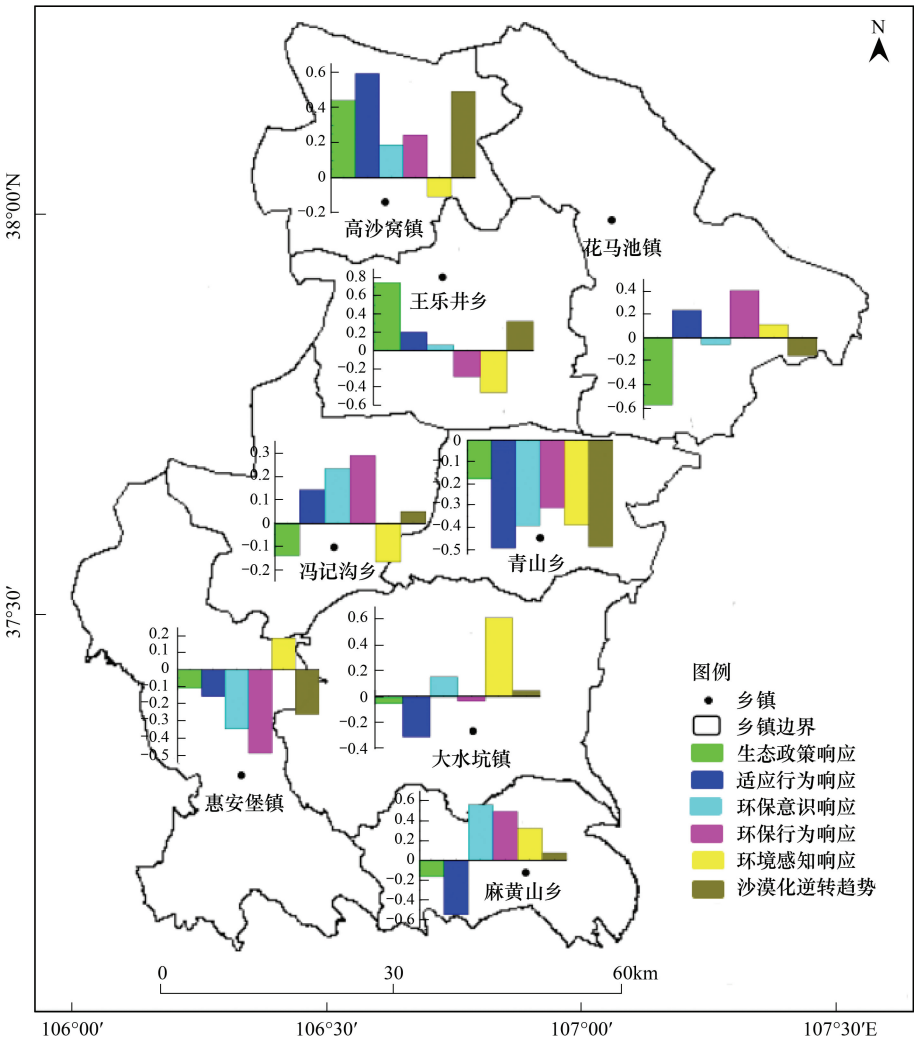 N
0.6
0.4
0.2
0
−0.2
高沙窝镇
花马池镇
38°00′N
0.8
0.6
0.4
0.2
0
−0.2
−0.4
−0.6
王乐井乡
0.4
0.2
0
−0.2
−0.4
−0.6
0.3
0.2
0.1
0
−0.1
−0.2
冯记沟乡
0
−0.1
−0.2
−0.3
−0.4
−0.5
青山乡
37°30′
0.2
0.1
0
−0.1
−0.2
−0.3
−0.4
−0.5
惠安堡镇
0.6
0.4
0.2
0
−0.2
−0.4
大水坑镇
0.6
0.4
0.2
0
−0.2
−0.4
−0.6
麻黄山乡
图例
乡镇
乡镇边界
生态政策响应
适应行为响应
环保意识响应
环保行为响应
环境感知响应
沙漠化逆转趋势
0 30 60km
106°00′ 106°30′ 107°00′ 107°30′E